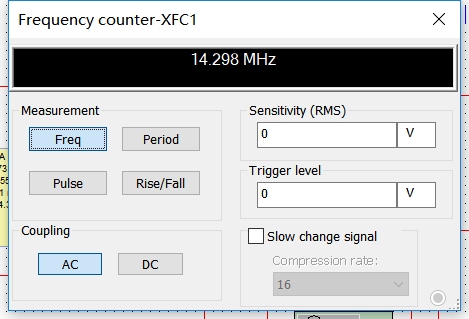 Frequency counter-XFC1
14.298 MHz
Measurement
Freq
Period
Pulse
Rise/Fall
Coupling
AC
DC
Sensitivity (RMS)
0
V
Trigger level
0
V
Slow change signal
Compression rate:
16